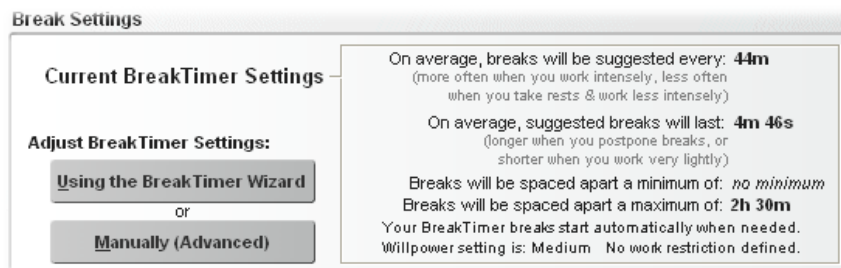 Break Settings
Current BreakTimer Settings
On average, breaks will be suggested every: 44m
(more often when you work intensely, less often
when you take rests & work less intensely)
On average, suggested breaks will last: 4m 46s
(longer when you postpone breaks, or
shorter when you work very lightly)
Breaks will be spaced apart a minimum of: no minimum
Breaks will be spaced apart a maximum of: 2h 30m
Your BreakTimer breaks start automatically when needed.
Willpower setting is: Medium No work restriction defined.
Adjust BreakTimer Settings:
Using the BreakTimer Wizard
or
Manually (Advanced)